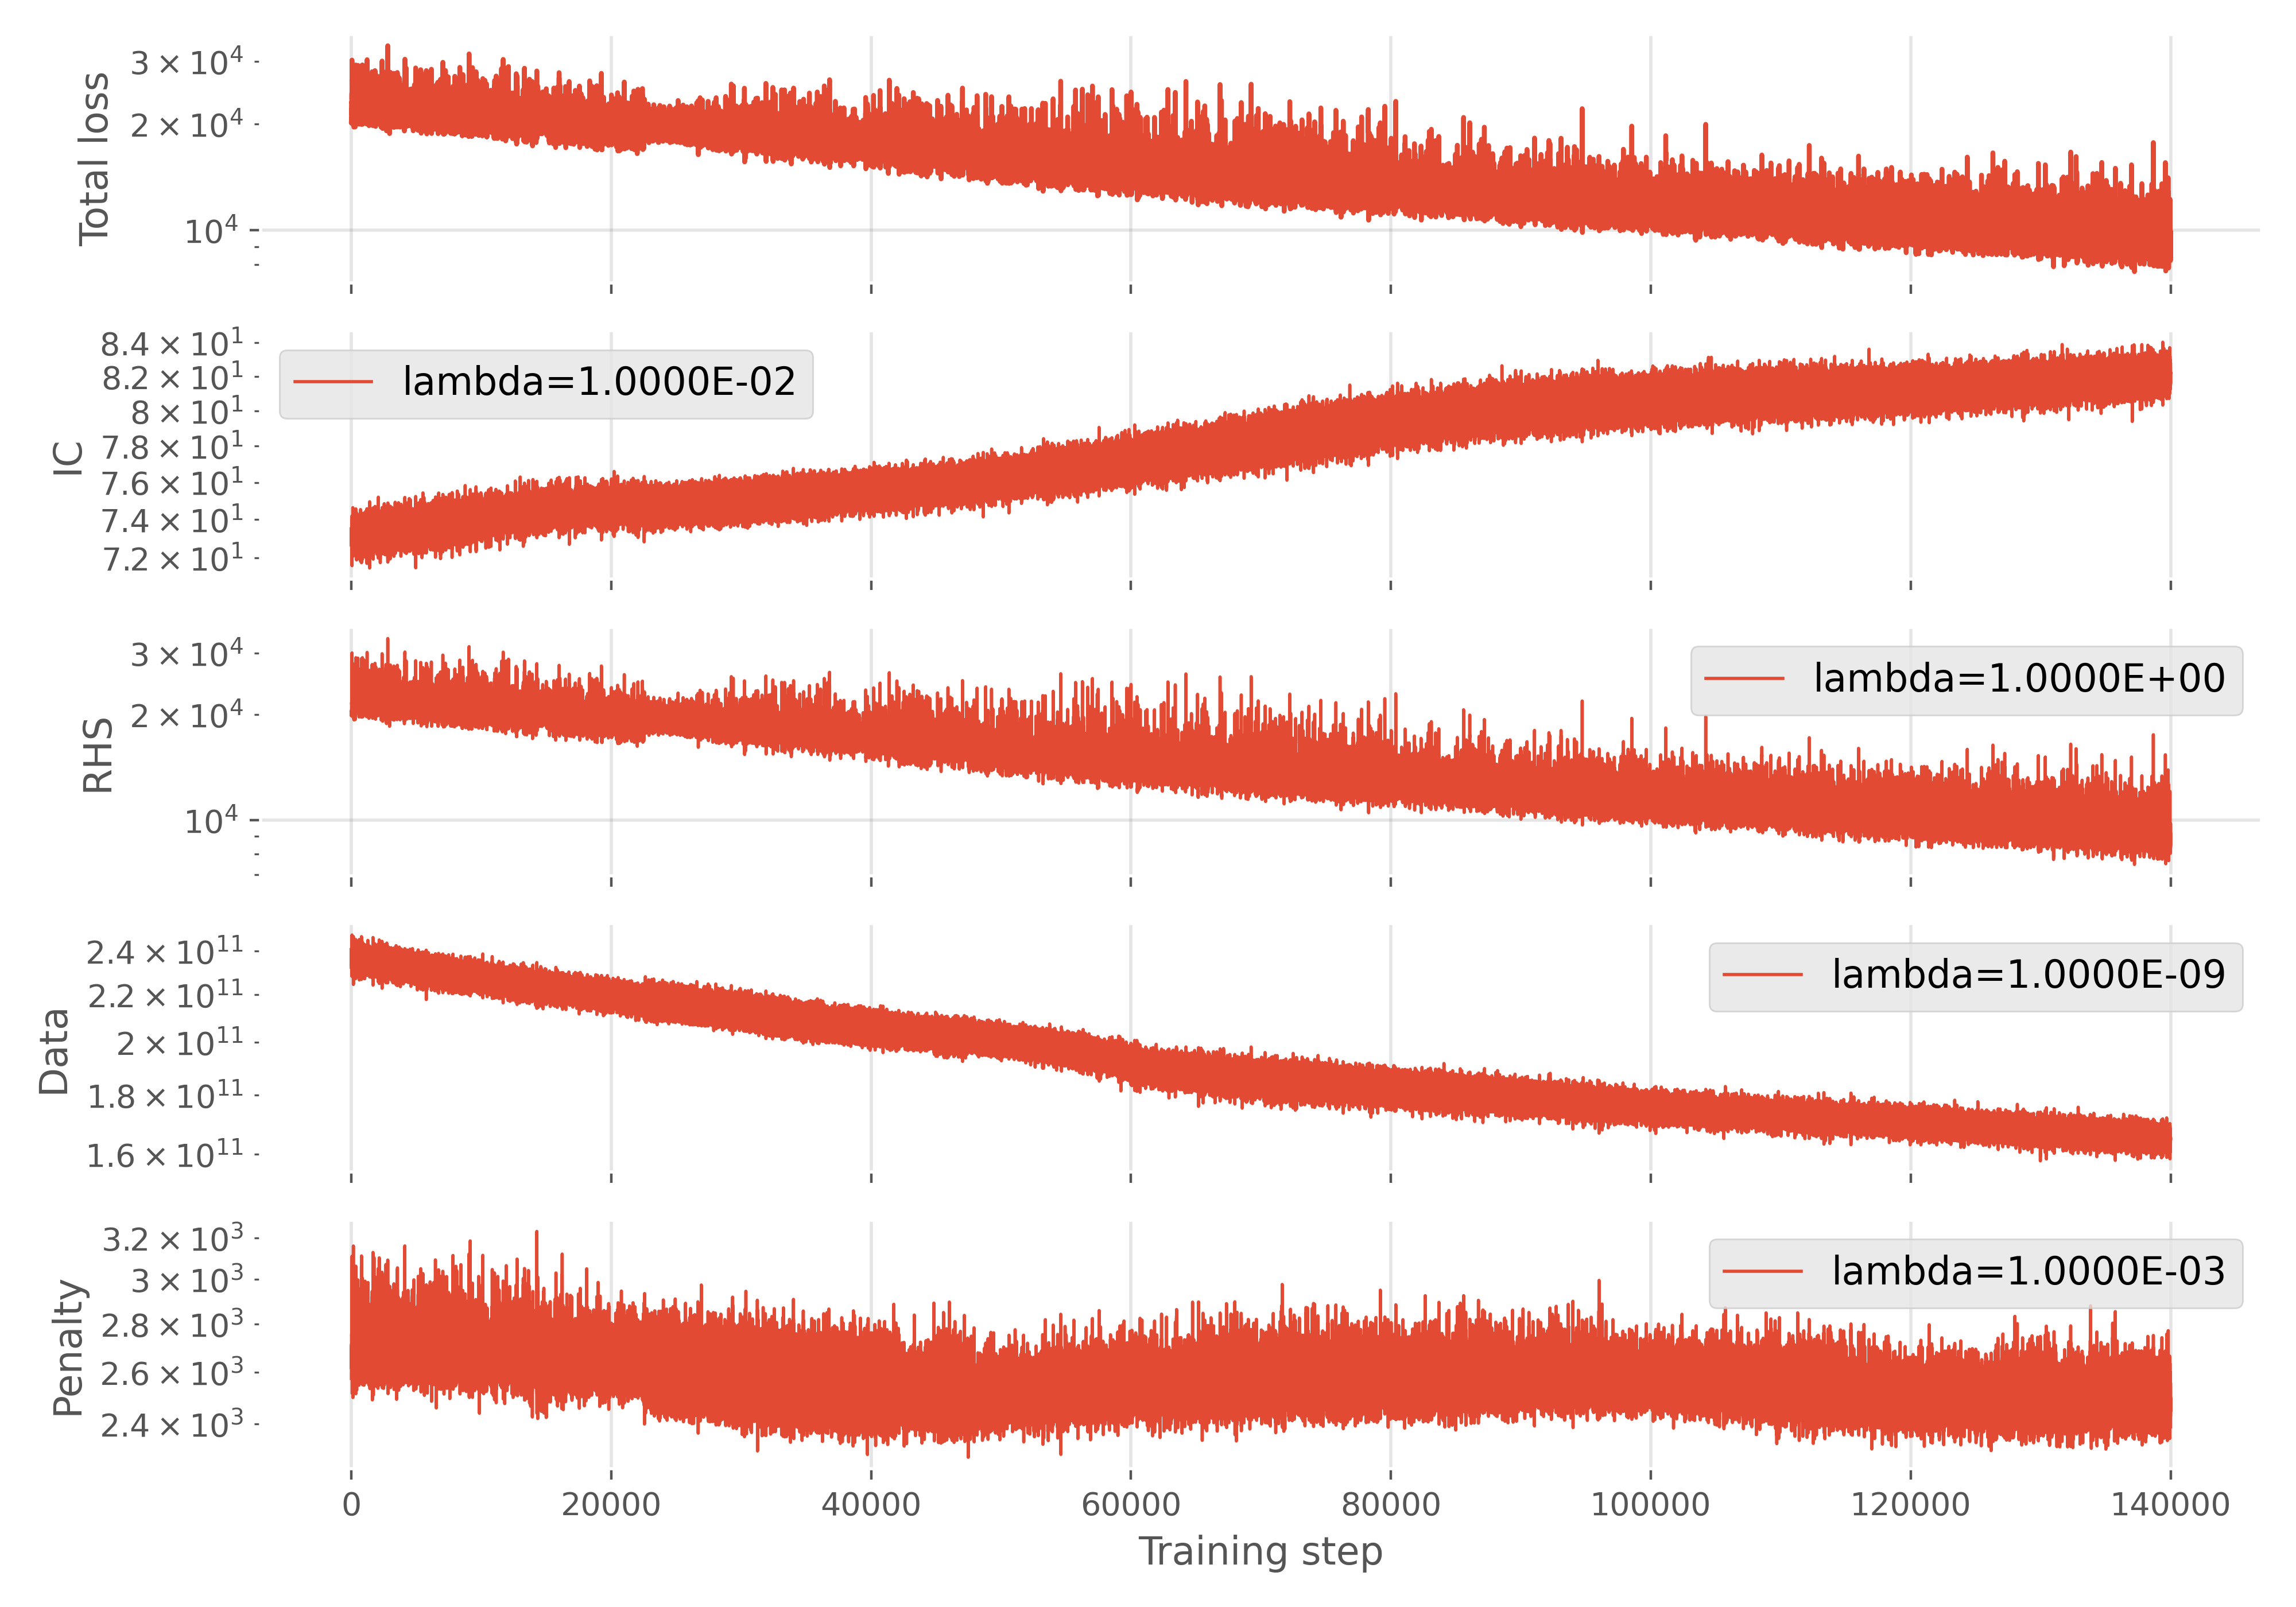 Total loss
3 × 10⁴
2 × 10⁴
10⁴
IC
8.4 × 10¹
8.2 × 10¹
8 × 10¹
7.8 × 10¹
7.6 × 10¹
7.4 × 10¹
7.2 × 10¹
lambda=1.0000E-02
RHS
3 × 10⁴
2 × 10⁴
10⁴
lambda=1.0000E+00
Data
2.4 × 10¹¹
2.2 × 10¹¹
2 × 10¹¹
1.8 × 10¹¹
1.6 × 10¹¹
lambda=1.0000E-09
Penalty
3.2 × 10³
3 × 10³
2.8 × 10³
2.6 × 10³
2.4 × 10³
lambda=1.0000E-03
0 20000 40000 60000 80000 100000 120000 140000
Training step